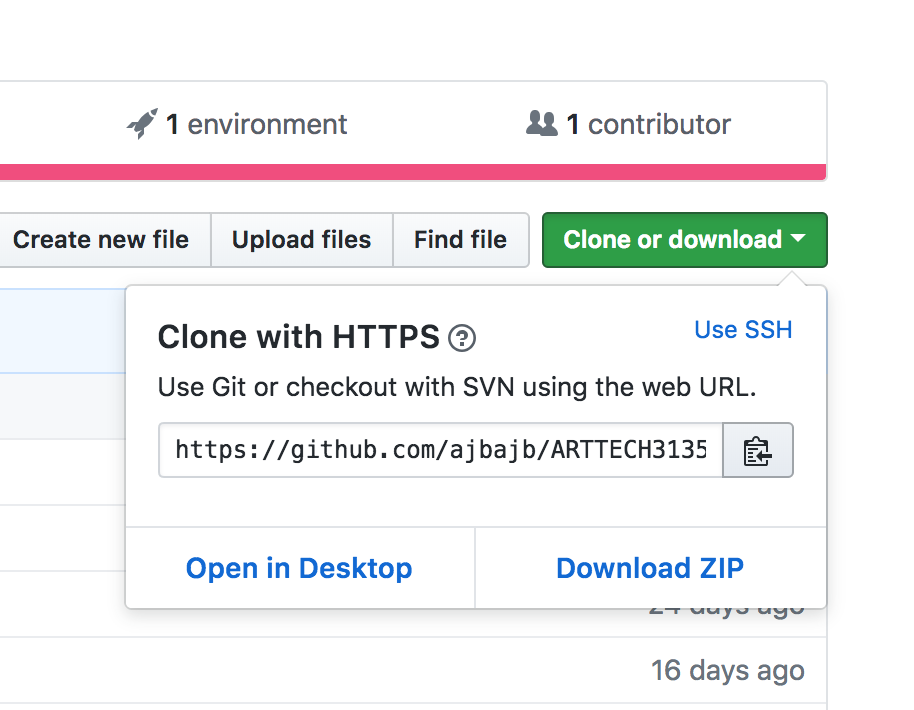 1 environment
1 contributor
Create new file
Upload files
Find file
Clone or download
Clone with HTTPS
Use SSH
Use Git or checkout with SVN using the web URL.
https://github.com/ajbajb/ARTTECH3135
Open in Desktop
Download ZIP
24 days ago
16 days ago